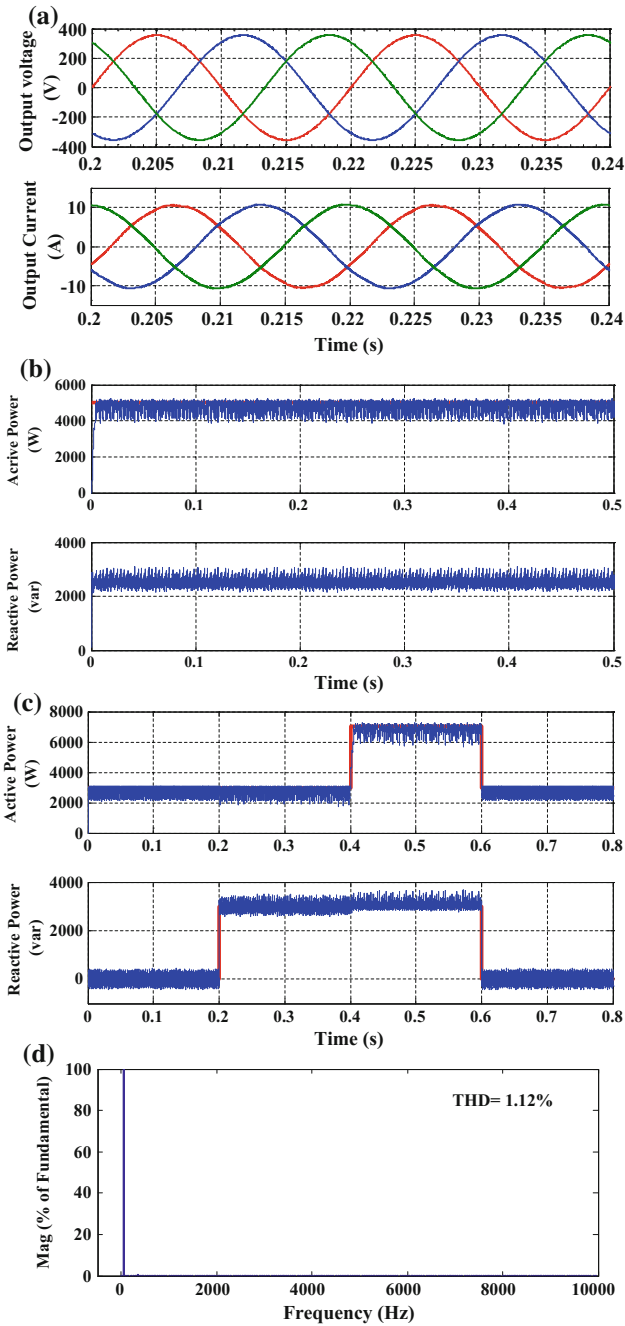 (a)
Output voltage
(V)
400
200
0
-200
-400
0.2 0.205 0.21 0.215 0.22 0.225 0.23 0.235 0.24
Output Current
(A)
10
0
-10
0.2 0.205 0.21 0.215 0.22 0.225 0.23 0.235 0.24
Time (s)
(b)
Acrive Power
(W)
6000
4000
2000
0
0 0.1 0.2 0.3 0.4 0.5
Reactive Power
(var)
4000
2000
0
0 0.1 0.2 0.3 0.4 0.5
Time (s)
(c)
Active Power
(W)
8000
6000
4000
2000
0
0 0.1 0.2 0.3 0.4 0.5 0.6 0.7 0.8
Reactive Power
(var)
4000
2000
0
0 0.1 0.2 0.3 0.4 0.5 0.6 0.7 0.8
Time (s)
(d)
Mag (% of Fundamental)
100
80
60
40
20
0
THD= 1.12%
0 2000 4000 6000 8000 10000
Frequency (Hz)